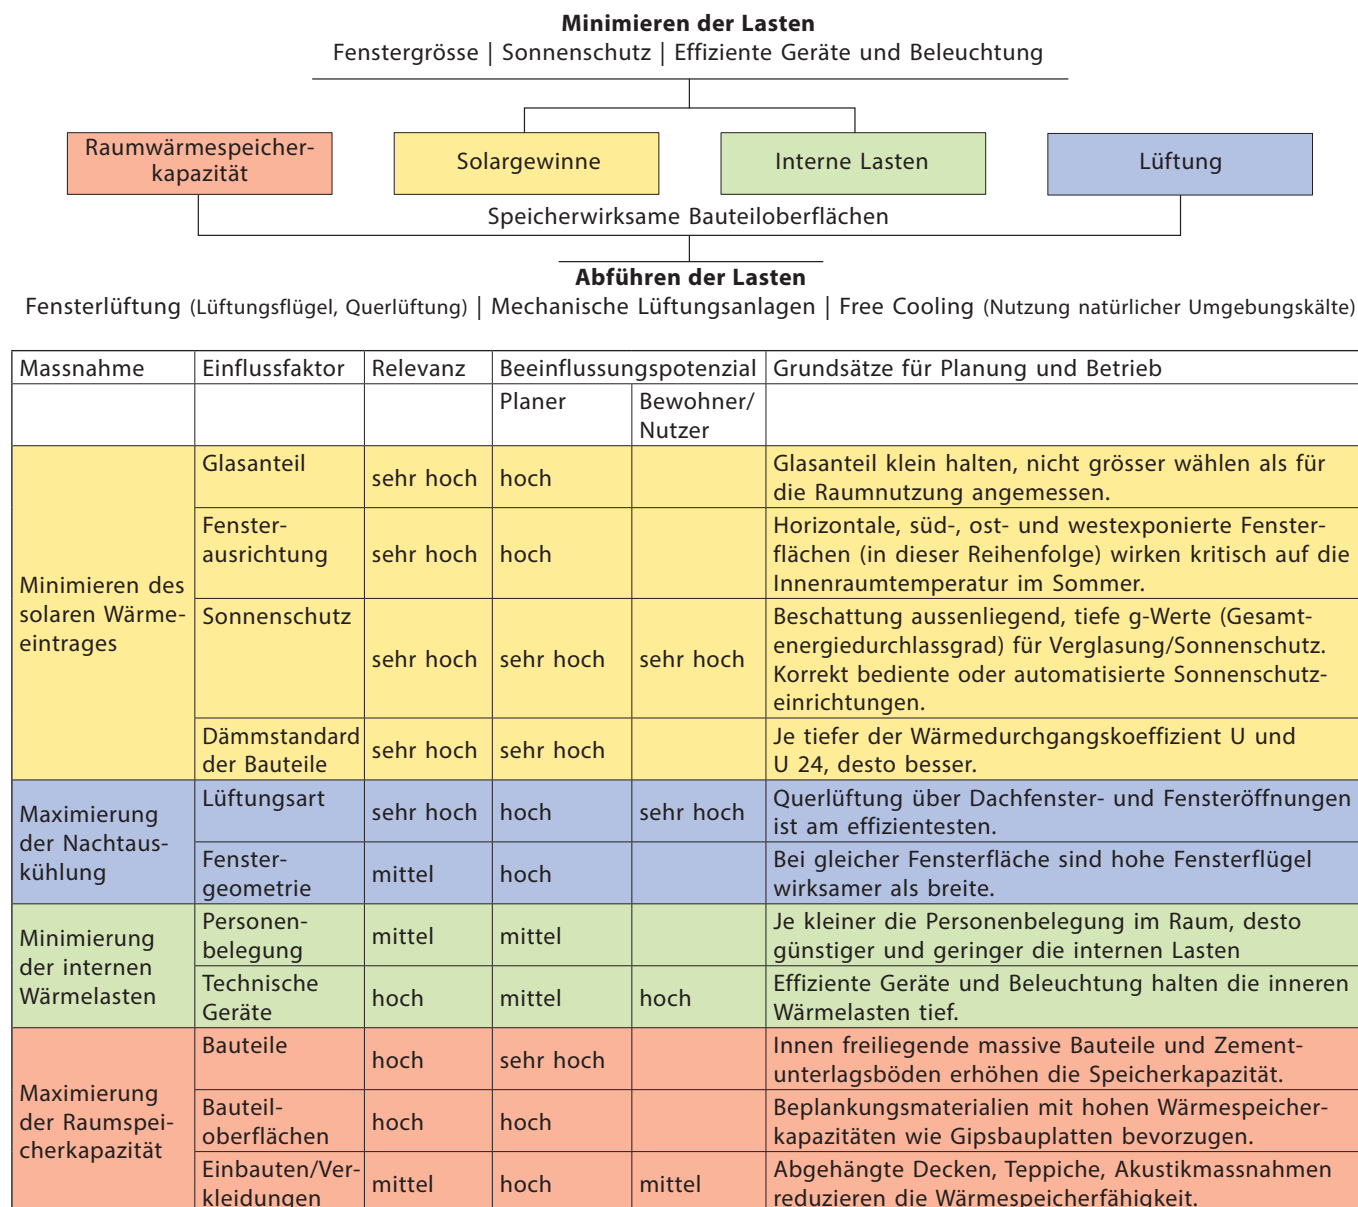 Minimieren der Lasten
Fenstergrösse | Sonnenschutz | Effiziente Geräte und Beleuchtung
Raumwärmespeicher-
kapazität
Solargewinne
Interne Lasten
Lüftung
Speicherwirksame Bauteiloberflächen
Abführen der Lasten
Fensterlüftung (Lüftungsflügel, Querlüftung) | Mechanische Lüftungsanlagen | Free Cooling (Nutzung natürlicher Umgebungskälte)
Massnahme
Einflussfaktor
Relevanz
Beeinflussungspotenzial
Grundsätze für Planung und Betrieb
Planer
Bewohner/
Nutzer
Minimieren des
solaren Wärme-
eintrages
Glasanteil
sehr hoch
hoch
Glasanteil klein halten, nicht grösser wählen als für
die Raumnutzung angemessen.
Fenster-
ausrichtung
sehr hoch
hoch
Horizontale, süd-, ost- und westexponierte Fenster-
flächen (in dieser Reihenfolge) wirken kritisch auf die
Innenraumtemperatur im Sommer.
Sonnenschutz
sehr hoch
sehr hoch
sehr hoch
Beschattung aussenliegend, tiefe g-Werte (Gesamt-
energiedurchlassgrad) für Verglasung/Sonnenschutz.
Korrekt bediente oder automatisierte Sonnenschutz-
einrichtungen.
Dämmstandard
der Bauteile
sehr hoch
sehr hoch
Je tiefer der Wärmedurchgangskoeffizient U und
U 24, desto besser.
Maximierung
der Nachtaus-
kühlung
Lüftungsart
sehr hoch
hoch
sehr hoch
Querlüftung über Dachfenster- und Fensteröffnungen
ist am effizientesten.
Fenster-
geometrie
mittel
hoch
Bei gleicher Fensterfläche sind hohe Fensterflügel
wirksamer als breite.
Minimierung
der internen
Wärmelasten
Personen-
belegung
mittel
mittel
Je kleiner die Personenbelegung im Raum, desto
günstiger und geringer die internen Lasten
Technische
Geräte
hoch
mittel
hoch
Effiziente Geräte und Beleuchtung halten die inneren
Wärmelasten tief.
Maximierung
der Raumspei-
cherkapazität
Bauteile
hoch
sehr hoch
Innen freiliegende massive Bauteile und Zement-
unterlagsböden erhöhen die Speicherkapazität.
Bauteil-
oberflächen
hoch
hoch
Beplankungsmaterialien mit hohen Wärmespeicher-
kapazitäten wie Gipsbauplatten bevorzugen.
Einbauten/Ver-
kleidungen
mittel
hoch
mittel
Abgehängte Decken, Teppiche, Akustikmassnahmen
reduzieren die Wärmespeicherfähigkeit.